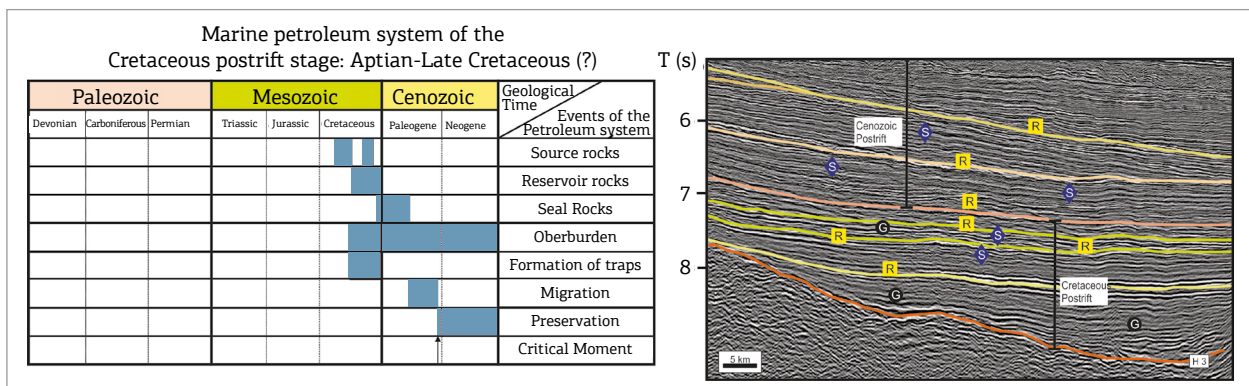 Marine petroleum system of the
Cretaceous postrift stage: Aptian-Late Cretaceous (?)
Paleozoic
Mesozoic
Cenozoic
Geological
Time
Events of the
Petroleum system
Devonian
Carboniferous
Permian
Triassic
Jurassic
Cretaceous
Paleogene
Neogene
Source rocks
Reservoir rocks
Seal Rocks
Oberburden
Formation of traps
Migration
Preservation
Critical Moment
T (s)
6
7
8
Cenozoic
Postrift
R
S
R
S
S
R
R
G
S
R
R
S
R
G
G
Cretaceous
Postrift
5 km
H 3